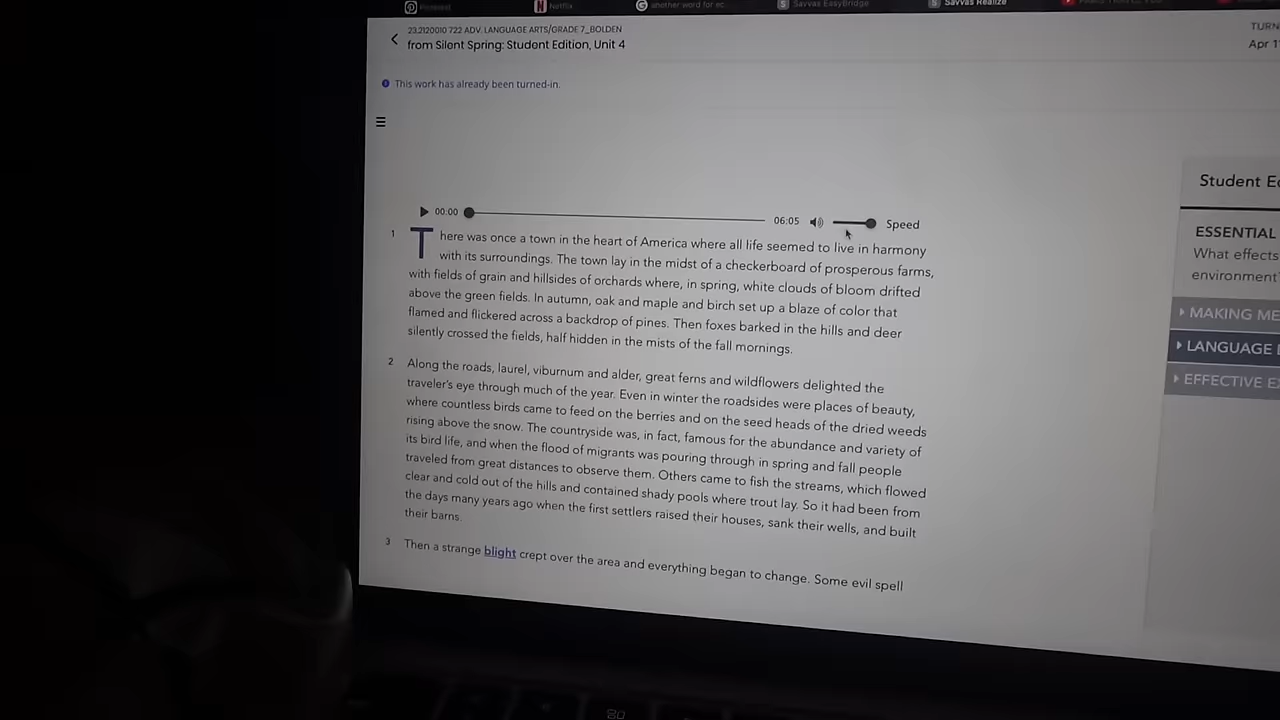 Pinterest
Netflix
another word for ec
Savvas EasyBridge
Savvas Realize
23.2120010 722 ADV. LANGUAGE ARTS/GRADE 7_BOLDEN
from Silent Spring: Student Edition, Unit 4
TURN
Apr 1
This work has already been turned-in.
00:00
06:05
Speed
1
There was once a town in the heart of America where all life seemed to live in harmony
with its surroundings. The town lay in the midst of a checkerboard of prosperous farms,
with fields of grain and hillsides of orchards where, in spring, white clouds of bloom drifted
above the green fields. In autumn, oak and maple and birch set up a blaze of color that
flamed and flickered across a backdrop of pines. Then foxes barked in the hills and deer
silently crossed the fields, half hidden in the mists of the fall mornings.
2
Along the roads, laurel, viburnum and alder, great ferns and wildflowers delighted the
traveler's eye through much of the year. Even in winter the roadsides were places of beauty,
where countless birds came to feed on the berries and on the seed heads of the dried weeds
rising above the snow. The countryside was, in fact, famous for the abundance and variety of
its bird life, and when the flood of migrants was pouring through in spring and fall people
traveled from great distances to observe them. Others came to fish the streams, which flowed
clear and cold out of the hills and contained shady pools where trout lay. So it had been from
the days many years ago when the first settlers raised their houses, sank their wells, and built
their barns.
3
Then a strange blight crept over the area and everything began to change. Some evil spell
Student E
ESSENTIAL
What effects
environment
MAKING ME
LANGUAGE
EFFECTIVE E